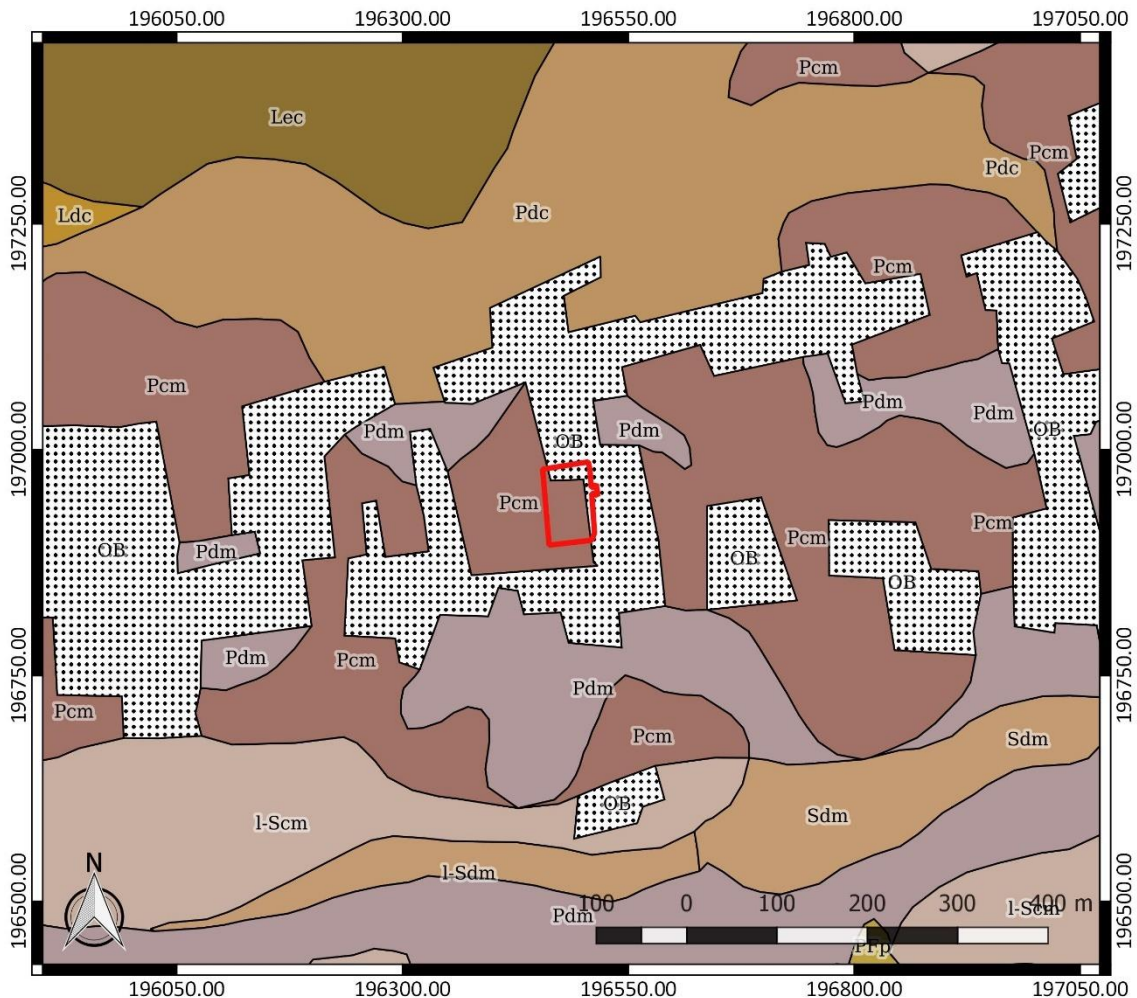 196050.00 196300.00 196550.00 196800.00 197050.00
Pcm
Lec
Pcm
Pdc
Ldc
Pdc
197250.00
197250.00
Pcm
Pcm
Pdm
Pdm
Pdm
Pdm
OB
OB
197000.00
197000.00
Pcm
Pcm
Pcm
OB
Pdm
OB
OB
Pdm
Pcm
Pdm
196750.00
196750.00
Pcm
Pcm
Sdm
OB
Sdm
l-Scm
l-Sdm
N
Pdm
l-Scm
100 0 100 200 300 400 m
196500.00
196500.00
PFp
196050.00 196300.00 196550.00 196800.00 197050.00